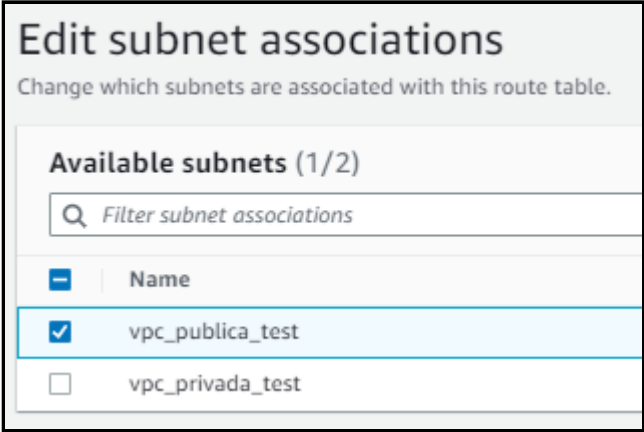 Edit subnet associations
Change which subnets are associated with this route table.
Available subnets (1/2)
Filter subnet associations
Name
vpc_publica_test
vpc_privada_test